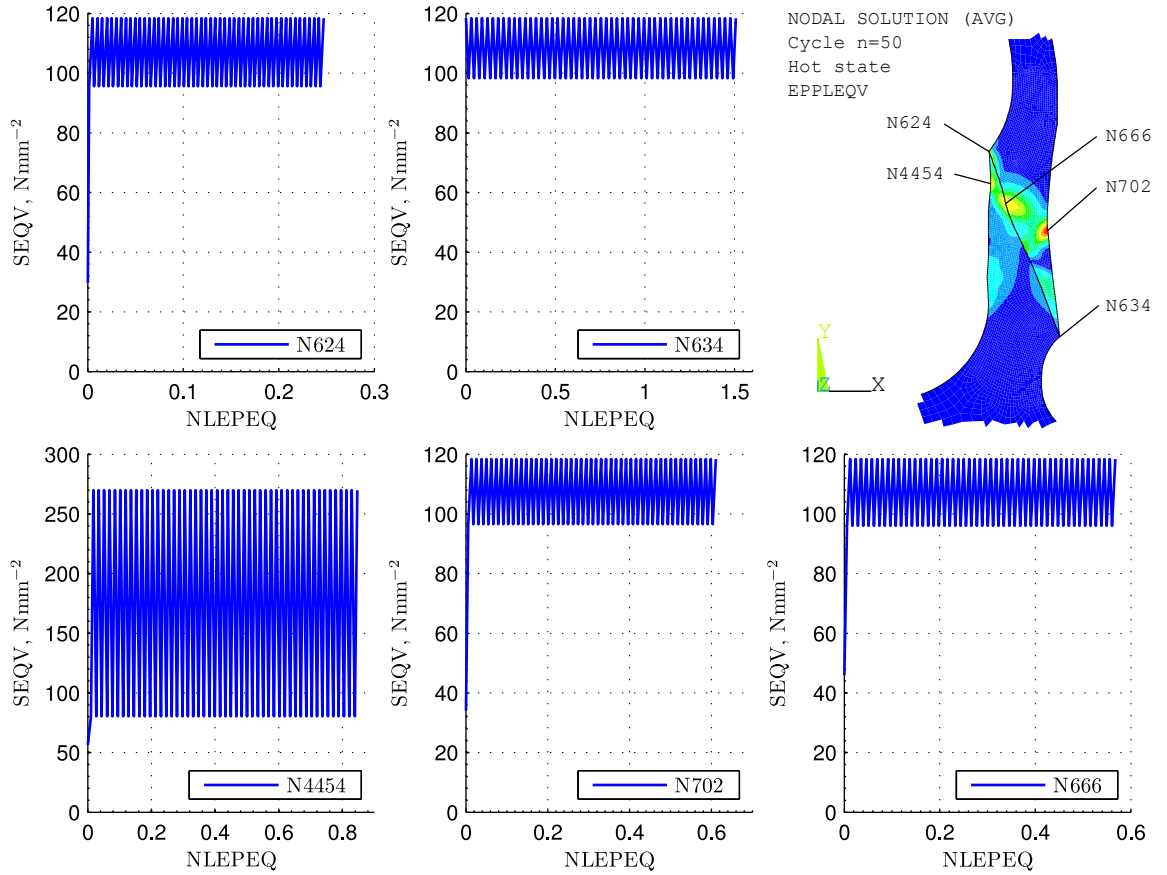 120
100
80
60
40
20
0
SEQV, Nmm−2
0 0.1 0.2 0.3
NLEPEQ
N624
120
100
80
60
40
20
0
SEQV, Nmm−2
0 0.5 1 1.5
NLEPEQ
N634
NODAL SOLUTION (AVG)
Cycle n=50
Hot state
EPPLEQV
N624
N666
N4454
N702
N634
Y
Z X
300
250
200
150
100
50
0
SEQV, Nmm−2
0 0.2 0.4 0.6 0.8
NLEPEQ
N4454
120
100
80
60
40
20
0
SEQV, Nmm−2
0 0.2 0.4 0.6
NLEPEQ
N702
120
100
80
60
40
20
0
SEQV, Nmm−2
0 0.2 0.4 0.6
NLEPEQ
N666